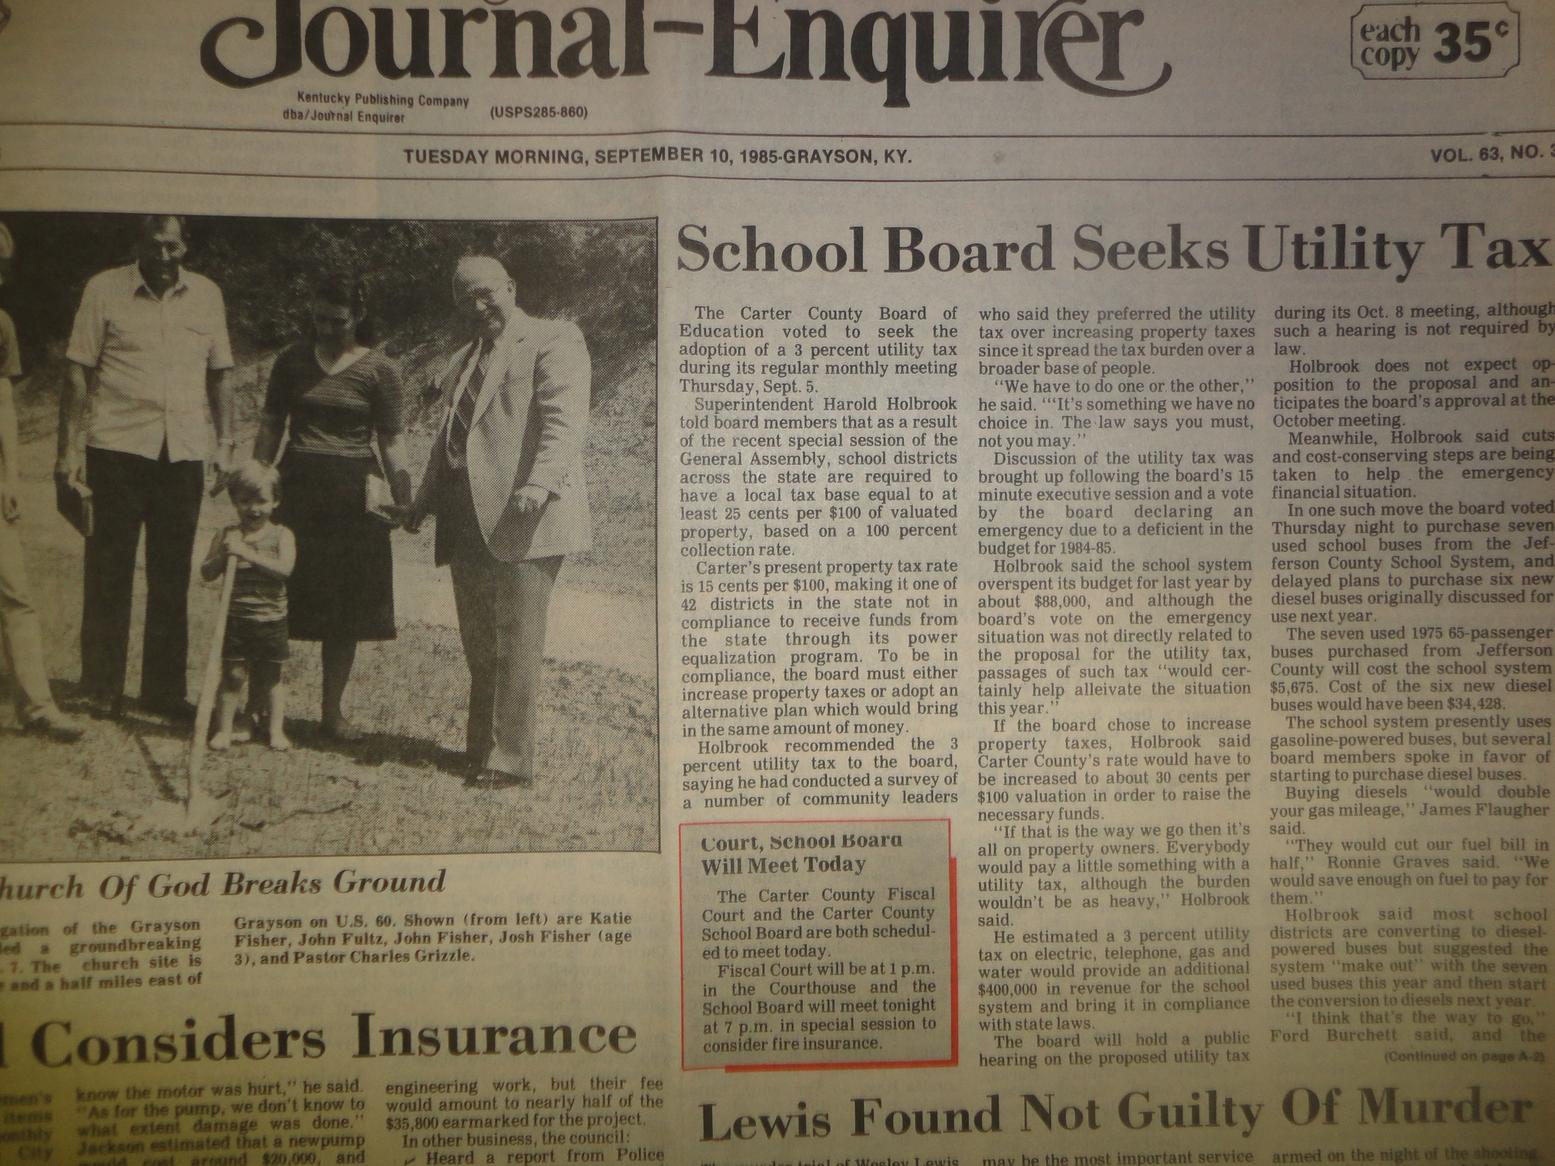 Journal-Enquirer
each
copy 35¢
Kentucky Publishing Company
dba/Journal Enquirer
(USPS285-860)
TUESDAY MORNING, SEPTEMBER 10, 1985-GRAYSON, KY.
VOL. 63, NO. 3
School Board Seeks Utility Tax
The Carter County Board of
Education voted to seek the
adoption of a 3 percent utility tax
during its regular monthly meeting
Thursday, Sept. 5.
Superintendent Harold Holbrook
told board members that as a result
of the recent special session of the
General Assembly, school districts
across the state are required to
have a local tax base equal to at
least 25 cents per $100 of valuated
property, based on a 100 percent
collection rate.
Carter's present property tax rate
is 15 cents per $100, making it one of
42 districts in the state not in
compliance to receive funds from
the state through its power
equalization program. To be in
compliance, the board must either
increase property taxes or adopt an
alternative plan which would bring
in the same amount of money.
Holbrook recommended the 3
percent utility tax to the board,
saying he had conducted a survey of
a number of community leaders
who said they preferred the utility
tax over increasing property taxes
since it spread the tax burden over a
broader base of people.
"We have to do one or the other,"
he said. "'It's something we have no
choice in. The law says you must,
not you may."
Discussion of the utility tax was
brought up following the board's 15
minute executive session and a vote
by the board declaring an
emergency due to a deficient in the
budget for 1984-85.
Holbrook said the school system
overspent its budget for last year by
about $88,000, and although the
board's vote on the emergency
situation was not directly related to
the proposal for the utility tax,
passages of such tax "would cer-
tainly help alleivate the situation
this year."
If the board chose to increase
property taxes, Holbrook said
Carter County's rate would have to
be increased to about 30 cents per
$100 valuation in order to raise the
necessary funds.
"If that is the way we go then it's
all on property owners. Everybody
would pay a little something with a
utility tax, although the burden
wouldn't be as heavy," Holbrook
said.
He estimated a 3 percent utility
tax on electric, telephone, gas and
water would provide an additional
$400,000 in revenue for the school
system and bring it in compliance
with state laws.
The board will hold a public
hearing on the proposed utility tax
during its Oct. 8 meeting, although
such a hearing is not required by
law.
Holbrook does not expect op-
position to the proposal and an-
ticipates the board's approval at the
October meeting.
Meanwhile, Holbrook said cuts
and cost-conserving steps are being
taken to help the emergency
financial situation.
In one such move the board voted
Thursday night to purchase seven
used school buses from the Jef-
ferson County School System, and
delayed plans to purchase six new
diesel buses originally discussed for
use next year.
The seven used 1975 65-passenger
buses purchased from Jefferson
County will cost the school system
$5,675. Cost of the six new diesel
buses would have been $34,428.
The school system presently uses
gasoline-powered buses, but several
board members spoke in favor of
starting to purchase diesel buses.
Buying diesels "would double
your gas mileage," James Flaugher
said.
"They would cut our fuel bill in
half," Ronnie Graves said. "We
would save enough on fuel to pay for
them."
Holbrook said most school
districts are converting to diesel-
powered buses but suggested the
system "make out" with the seven
used buses this year and then start
the conversion to diesels next year.
"I think that's the way to go,"
Ford Burchett said, and the
(Continued on page A-2)
Court, School Board
Will Meet Today
The Carter County Fiscal
Court and the Carter County
School Board are both schedul-
ed to meet today.
Fiscal Court will be at 1 p.m.
in the Courthouse and the
School Board will meet tonight
at 7 p.m. in special session to
consider fire insurance.
hurch Of God Breaks Ground
gation of the Grayson
ed a groundbreaking
. 7. The church site is
and a half miles east of
Grayson on U.S. 60. Shown (from left) are Katie
Fisher, John Fultz, John Fisher, Josh Fisher (age
3), and Pastor Charles Grizzle.
l Considers Insurance
men's
items
onthly
City
know the motor was hurt," he said.
"As for the pump, we don't know to
what extent damage was done."
Jackson estimated that a newpump
would cost around $20,000, and
engineering work, but their fee
would amount to nearly half of the
$35,800 earmarked for the project.
In other business, the council:
Heard a report from Police
Lewis Found Not Guilty Of Murder
trial of Wesley Lewis
may be the most important service
armed on the night of the shooting